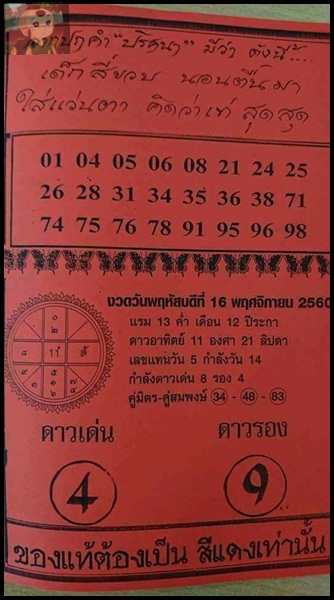 "ปริศนา" มีว่า ดังนี้...
เด็กสี่ขวบ นอนตื่นมา
ใส่แว่นตา คิดว่าเท่ สุดสุด
01 04 05 06 08 21 24 25
26 28 31 34 35 36 38 71
74 75 76 78 91 95 96 98
งวดวันพฤหัสบดีที่ 16 พฤศจิกายน 2560
แรม 13 ค่ำ เดือน 12 ปีระกา
ดาวอาทิตย์ 11 องศา 21 ลิปดา
เลขแทนวัน 5 กำลังวัน 14
กำลังดาวเด่น 8 รอง 4
คู่มิตร-คู่สมพงษ์ 34 - 48 - 83
ดาวเด่น ดาวรอง
4 9
ของแท้ต้องเป็น สีแดงเท่านั้น